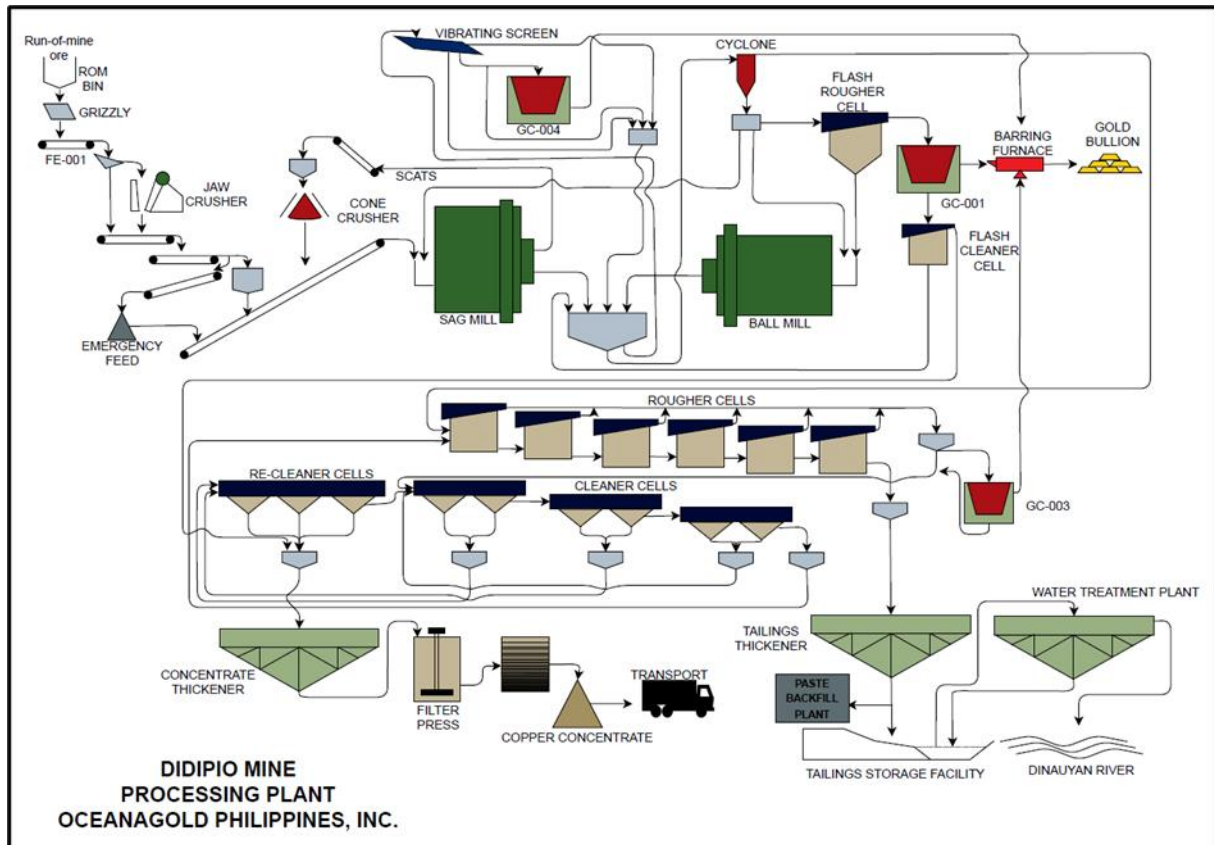 Run-of-mine
ore
ROM
BIN
GRIZZLY
FE-001
JAW
CRUSHER
EMERGENCY
FEED
CONE
CRUSHER
SCATS
VIBRATING SCREEN
GC-004
SAG MILL
CYCLONE
FLASH
ROUGHER
CELL
BALL MILL
GC-001
FLASH
CLEANER
CELL
BARRING
FURNACE
GOLD
BULLION
ROUGHER CELLS
RE-CLEANER CELLS
CLEANER CELLS
GC-003
CONCENTRATE
THICKENER
FILTER
PRESS
COPPER CONCENTRATE
TRANSPORT
TAILINGS
THICKENER
WATER TREATMENT PLANT
PASTE
BACKFILL
PLANT
TAILINGS STORAGE FACILITY
DINAUYAN RIVER
DIDIPIO MINE
PROCESSING PLANT
OCEANAGOLD PHILIPPINES, INC.